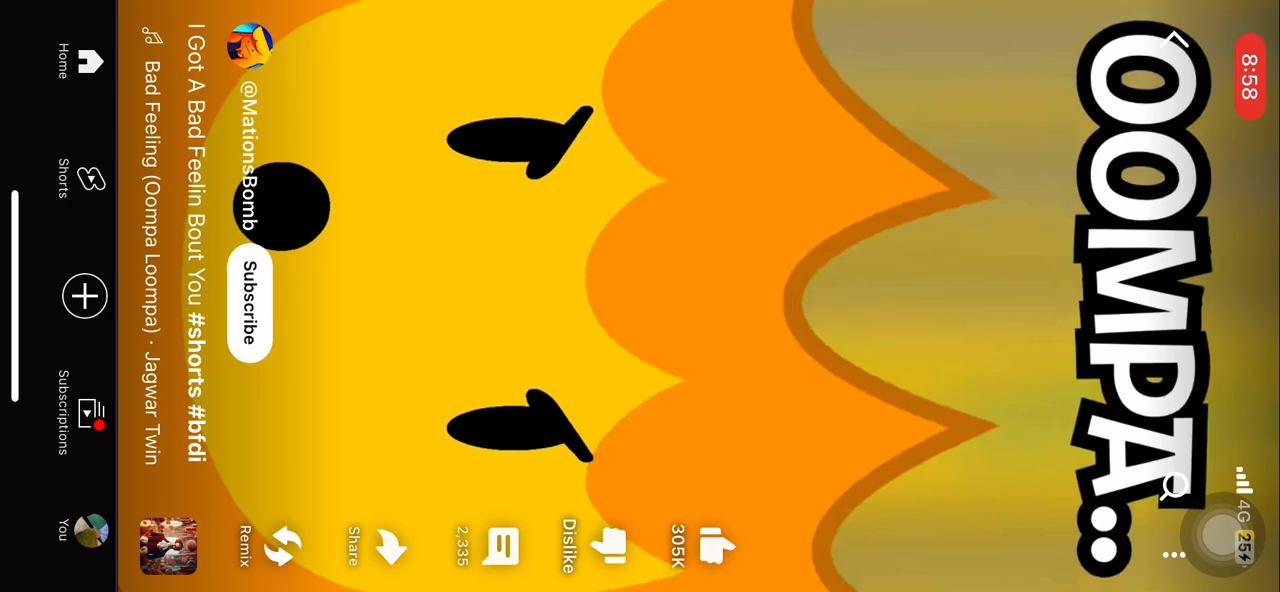 8:58
4G 25
OOMPA..
305K
Dislike
2,335
Share
Remix
@MationsBomb Subscribe
I Got A Bad Feelin Bout You #shorts #bfdi
Bad Feeling (Oompa Loompa) · Jagwar Twin
Home Shorts Subscriptions You